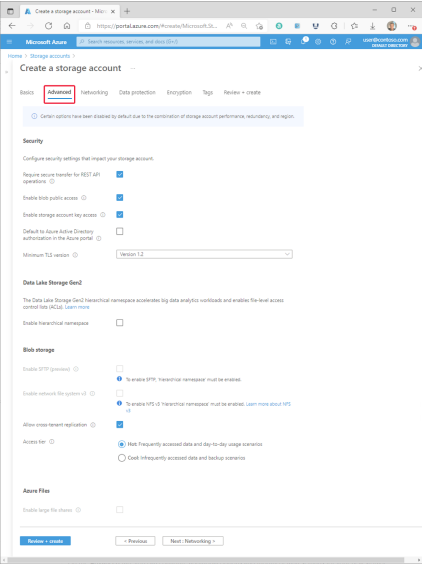 Create a storage account - Micro
https://portal.azure.com/#create/Microsoft.St...
Microsoft Azure
Search resources, services, and docs (G+/)
user@contoso.com
DEFAULT DIRECTORY
Home > Storage accounts >
Create a storage account ...
Basics Advanced Networking Data protection Encryption Tags Review + create
Certain options have been disabled by default due to the combination of storage account performance, redundancy, and region.
Security
Configure security settings that impact your storage account.
Require secure transfer for REST API
operations
Enable blob public access
Enable storage account key access
Default to Azure Active Directory
authorization in the Azure portal
Minimum TLS version
Version 1.2
Data Lake Storage Gen2
The Data Lake Storage Gen2 hierarchical namespace accelerates big data analytics workloads and enables file-level access
control lists (ACLs). Learn more
Enable hierarchical namespace
Blob storage
Enable SFTP (preview)
To enable SFTP, 'hierarchical namespace' must be enabled.
Enable network file system v3
To enable NFS v3 'hierarchical namespace' must be enabled. Learn more about NFS
v3
Allow cross-tenant replication
Access tier
Hot: Frequently accessed data and day-to-day usage scenarios
Cool: Infrequently accessed data and backup scenarios
Azure Files
Enable large file shares
Review + create
< Previous
Next : Networking >